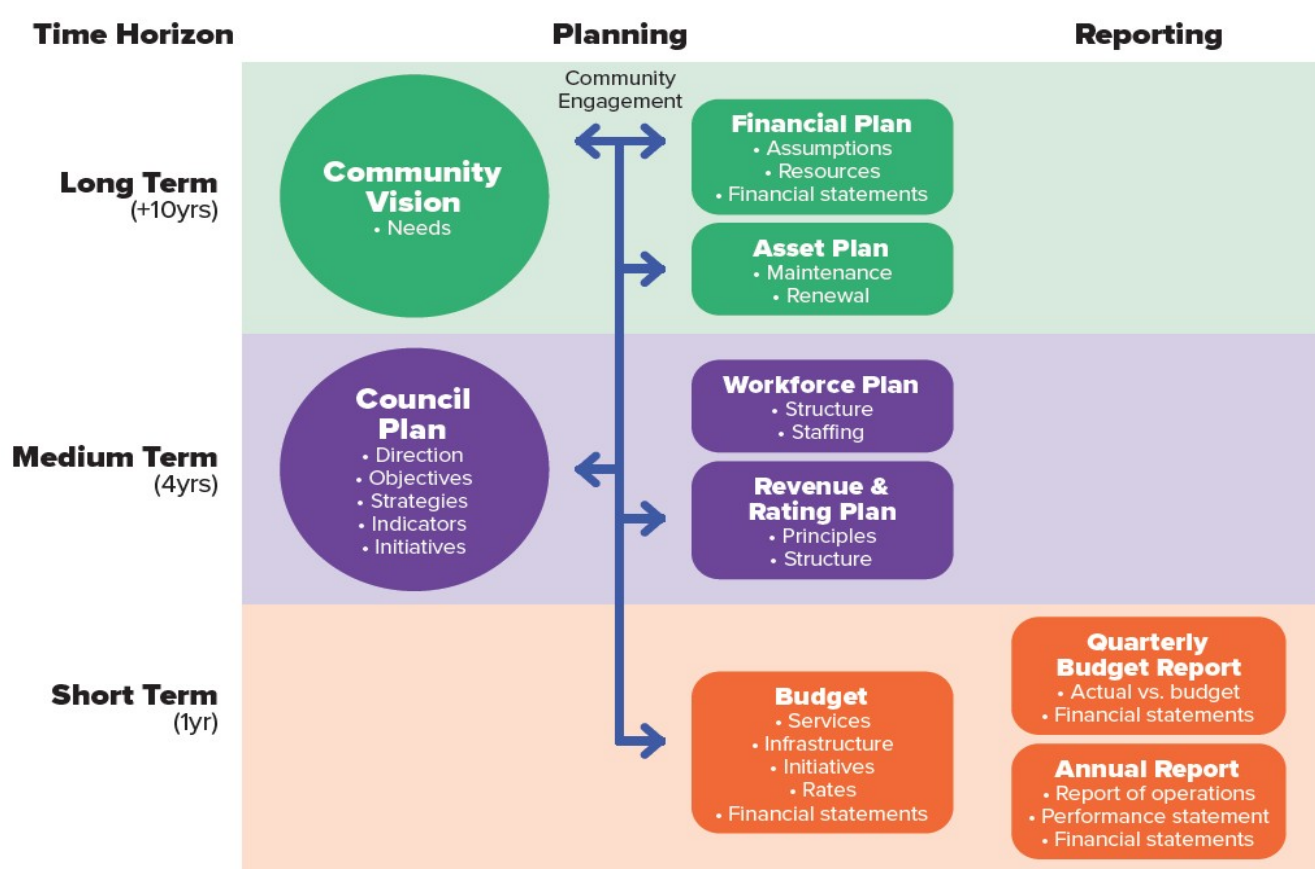 Time Horizon
Planning
Reporting
Community
Engagement
Long Term
(+10yrs)
Community
Vision
• Needs
Financial Plan
• Assumptions
• Resources
• Financial statements
Asset Plan
• Maintenance
• Renewal
Medium Term
(4yrs)
Council
Plan
• Direction
• Objectives
• Strategies
• Indicators
• Initiatives
Workforce Plan
• Structure
• Staffing
Revenue &
Rating Plan
• Principles
• Structure
Short Term
(1yr)
Budget
• Services
• Infrastructure
• Initiatives
• Rates
• Financial statements
Quarterly
Budget Report
• Actual vs. budget
• Financial statements
Annual Report
• Report of operations
• Performance statement
• Financial statements